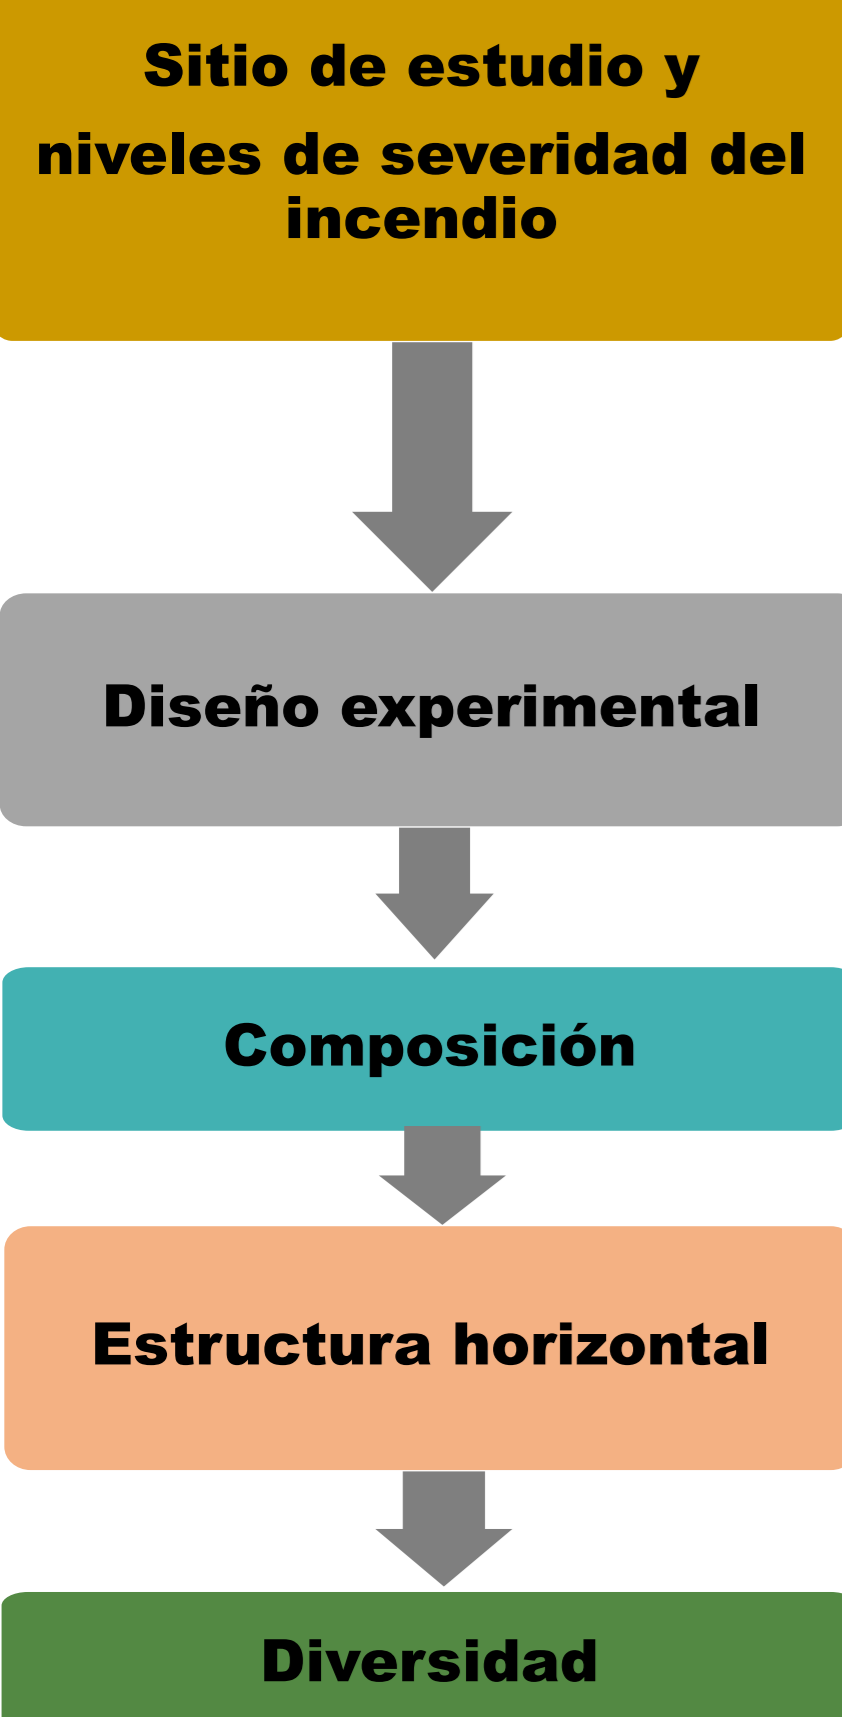 Sitio de estudio y
niveles de severidad del
incendio
Diseño experimental
Composición
Estructura horizontal
Diversidad